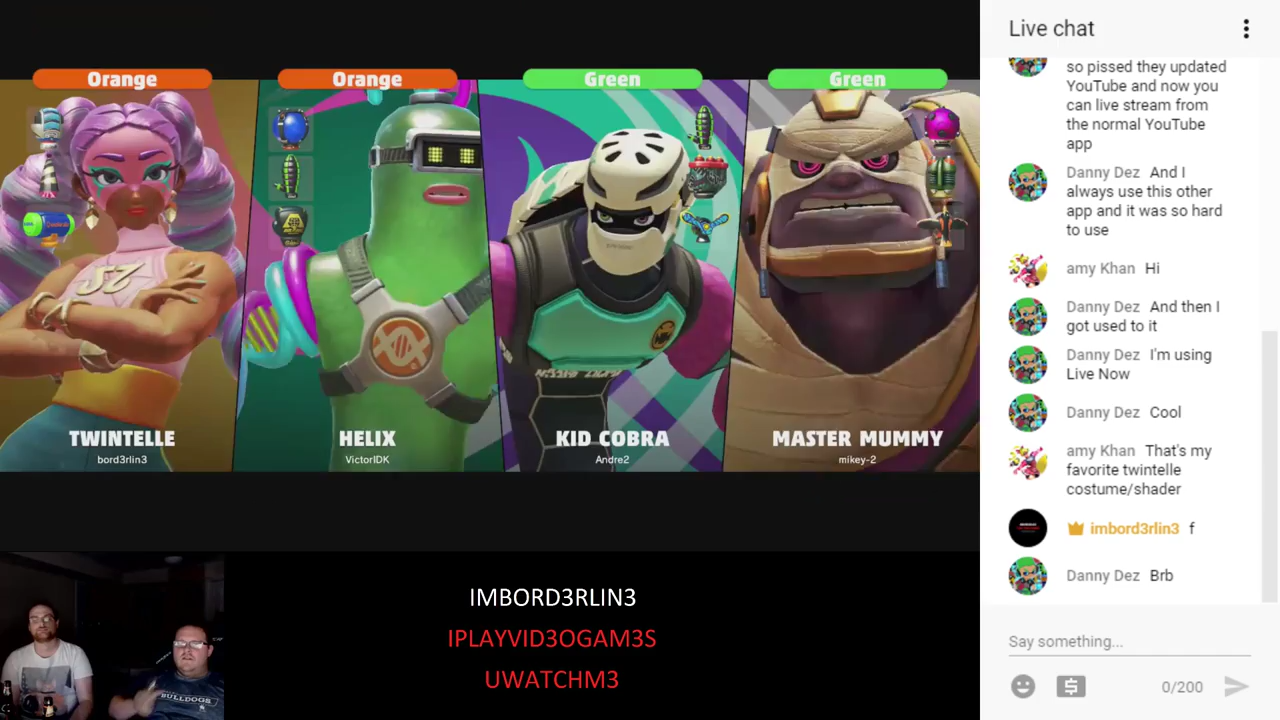 Orange
Orange
Green
Green
TWINTELLE
bord3rlin3
HELIX
VictorIDK
KID COBRA
Andre2
MASTER MUMMY
mikey-2
BULLDOGS
IMBORD3RLIN3
IPLAYVID3OGAM3S
UWATCHM3
Live chat
so pissed they updated
YouTube and now you
can live stream from
the normal YouTube
app
Danny Dez And I
always use this other
app and it was so hard
to use
amy Khan Hi
Danny Dez And then I
got used to it
Danny Dez I'm using
Live Now
Danny Dez Cool
amy Khan That's my
favorite twintelle
costume/shader
imbord3rlin3 f
Danny Dez Brb
Say something...
0/200